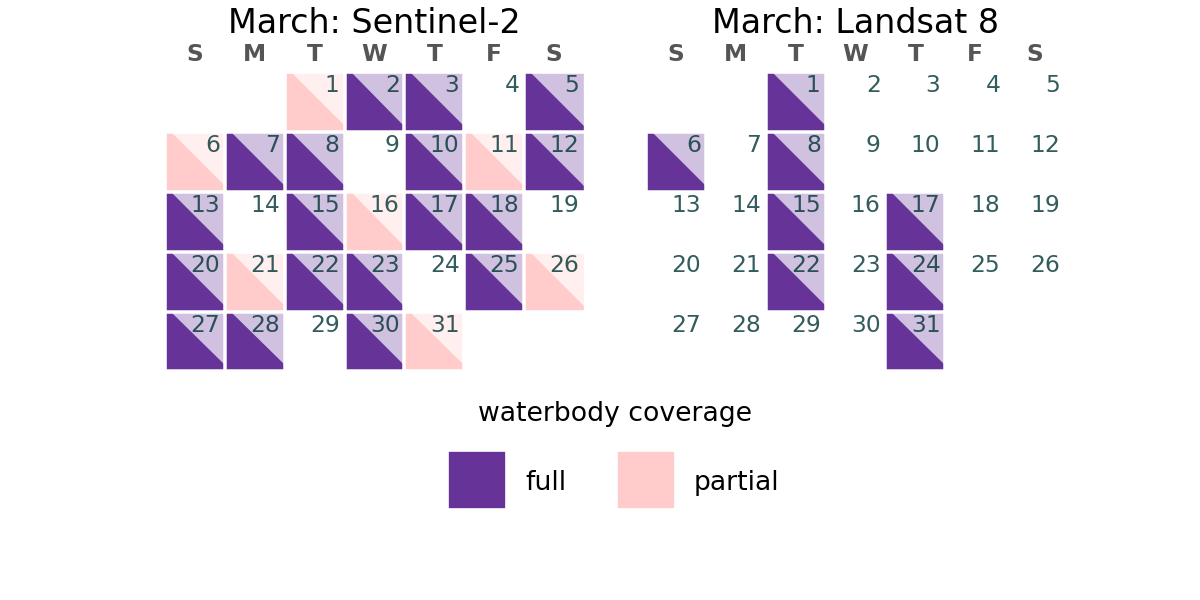 March: Sentinel-2
S M T W T F S
1 2 3 4 5
6 7 8 9 10 11 12
13 14 15 16 17 18 19
20 21 22 23 24 25 26
27 28 29 30 31
March: Landsat 8
S M T W T F S
1 2 3 4 5
6 7 8 9 10 11 12
13 14 15 16 17 18 19
20 21 22 23 24 25 26
27 28 29 30 31
waterbody coverage
full partial